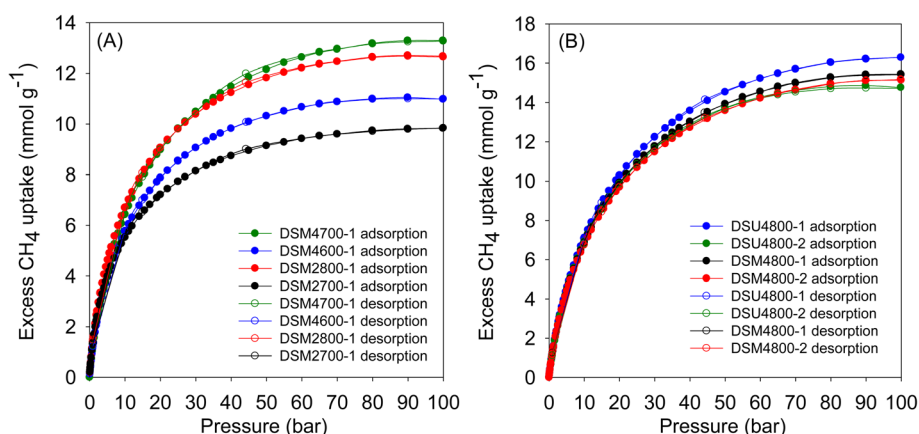 (A)
Excess CH4 uptake (mmol g-1)
14
12
10
8
6
4
2
0
DSM4700-1 adsorption
DSM4600-1 adsorption
DSM2800-1 adsorption
DSM2700-1 adsorption
DSM4700-1 desorption
DSM4600-1 desorption
DSM2800-1 desorption
DSM2700-1 desorption
0 10 20 30 40 50 60 70 80 90 100
Pressure (bar)
(B)
Excess CH4 uptake (mmol g-1)
18
16
14
12
10
8
6
4
2
0
DSU4800-1 adsorption
DSU4800-2 adsorption
DSM4800-1 adsorption
DSM4800-2 adsorption
DSU4800-1 desorption
DSU4800-2 desorption
DSM4800-1 desorption
DSM4800-2 desorption
0 10 20 30 40 50 60 70 80 90 100
Pressure (bar)